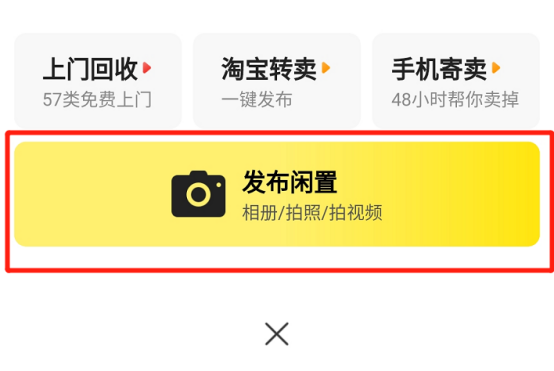 上门回收
57类免费上门
淘宝转卖
一键发布
手机寄卖
48小时帮你卖掉
发布闲置
相册/拍照/拍视频